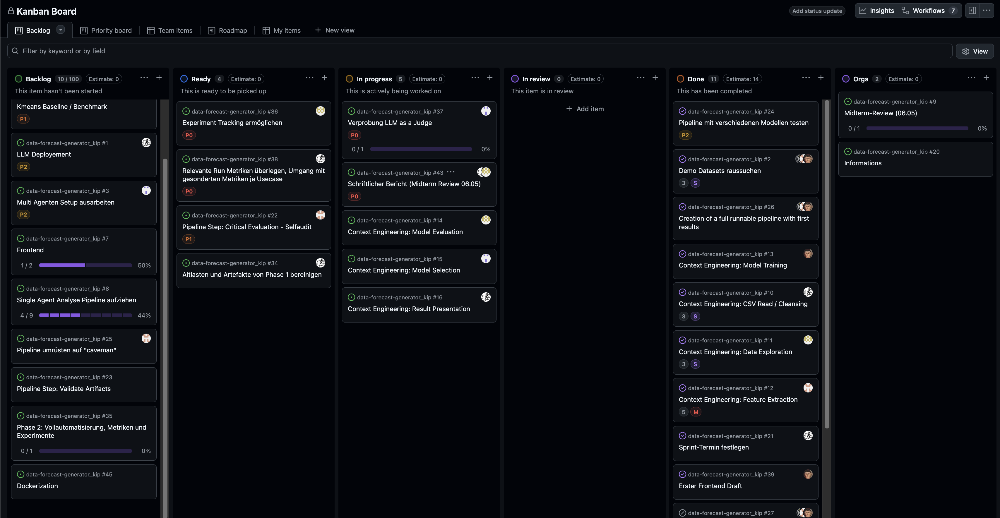 Kanban Board
Add status update
Insights
Workflows 7
Backlog
Priority board
Team items
Roadmap
My items
New view
Filter by keyword or by field
View
Backlog 10 / 100 Estimate: 0
This item hasn't been started
Kmeans Baseline / Benchmark
P1
data-forecast-generator_kip #1
LLM Deployement
P2
data-forecast-generator_kip #3
Multi Agenten Setup ausarbeiten
P2
data-forecast-generator_kip #7
Frontend
1 / 2 50%
data-forecast-generator_kip #8
Single Agent Analyse Pipeline aufziehen
4 / 9 44%
data-forecast-generator_kip #25
Pipeline umrüsten auf "caveman"
data-forecast-generator_kip #23
Pipeline Step: Validate Artifacts
data-forecast-generator_kip #35
Phase 2: Vollautomatisierung, Metriken und
Experimente
0 / 1 0%
data-forecast-generator_kip #45
Dockerization
Ready 4 Estimate: 0
This is ready to be picked up
data-forecast-generator_kip #36
Experiment Tracking ermöglichen
P0
data-forecast-generator_kip #38
Relevante Run Metriken überlegen, Umgang mit
gesonderten Metriken je Usecase
P0
data-forecast-generator_kip #22
Pipeline Step: Critical Evaluation - Selfaudit
P1
data-forecast-generator_kip #34
Altlasten und Artefakte von Phase 1 bereinigen
In progress 5 Estimate: 0
This is actively being worked on
data-forecast-generator_kip #37
Verprobung LLM as a Judge
P0
0 / 1 0%
data-forecast-generator_kip #43
Schriftlicher Bericht (Midterm Review 06.05)
P0
data-forecast-generator_kip #14
Context Engineering: Model Evaluation
data-forecast-generator_kip #15
Context Engineering: Model Selection
data-forecast-generator_kip #16
Context Engineering: Result Presentation
In review 0 Estimate: 0
This item is in review
Add item
Done 11 Estimate: 14
This has been completed
data-forecast-generator_kip #24
Pipeline mit verschiedenen Modellen testen
P2
data-forecast-generator_kip #2
Demo Datasets raussuchen
3 S
data-forecast-generator_kip #26
Creation of a full runnable pipeline with first
results
data-forecast-generator_kip #13
Context Engineering: Model Training
data-forecast-generator_kip #10
Context Engineering: CSV Read / Cleansing
3 S
data-forecast-generator_kip #11
Context Engineering: Data Exploration
3 S
data-forecast-generator_kip #12
Context Engineering: Feature Extraction
5 M
data-forecast-generator_kip #21
Sprint-Termin festlegen
data-forecast-generator_kip #39
Erster Frontend Draft
data-forecast-generator_kip #27
Orga 2 Estimate: 0
data-forecast-generator_kip #9
Midterm-Review (06.05)
0 / 1 0%
data-forecast-generator_kip #20
Informations